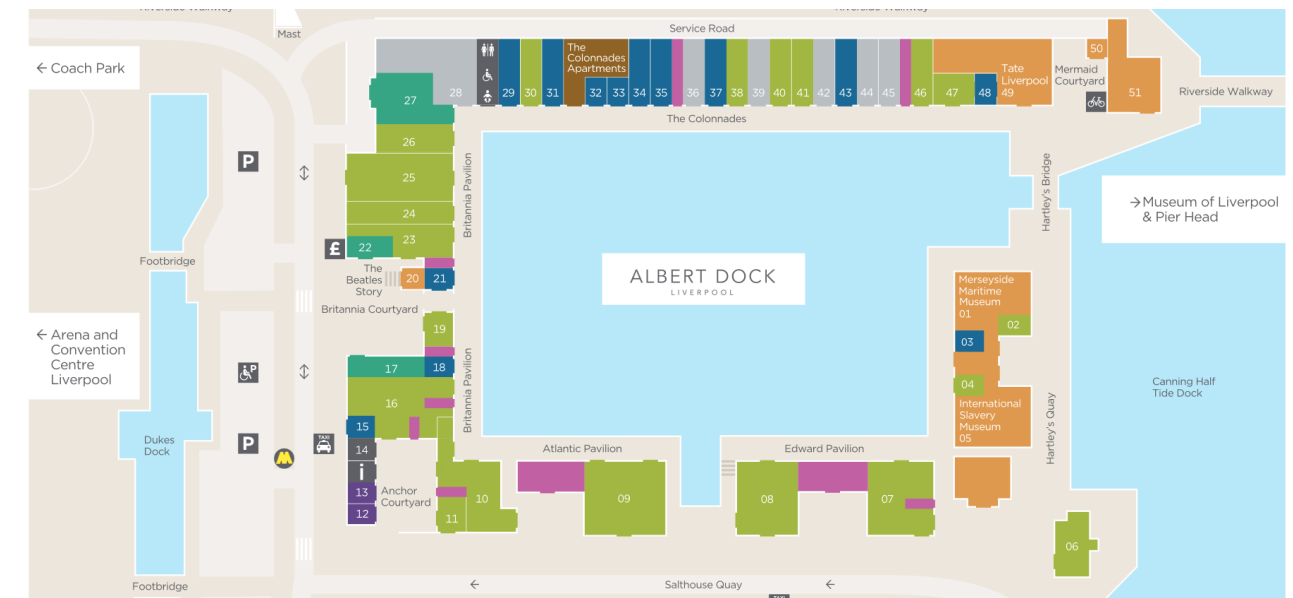 Riverside Walkway
Riverside Walkway
Mast
Service Road
← Coach Park
The
Colonnades
Apartments
Tate
Liverpool
49
Mermaid
Courtyard
50
51
Riverside Walkway
27
28
29
30
31
32
33
34
35
36
37
38
39
40
41
42
43
44
45
46
47
48
The Colonnades
26
25
24
23
22
£
P
Britannia Pavilion
Hartley's Bridge
→ Museum of Liverpool
& Pier Head
Footbridge
The
Beatles
Story
20
21
ALBERT DOCK
LIVERPOOL
Merseyside
Maritime
Museum
01
02
03
04
International
Slavery
Museum
05
Britannia Courtyard
← Arena and
Convention
Centre
Liverpool
19
18
17
16
15
14
i
13
12
P
Britannia Pavilion
Canning Half
Tide Dock
Hartley's Quay
Dukes
Dock
P
M
TAXI
Anchor
Courtyard
Atlantic Pavilion
Edward Pavilion
11
10
09
08
07
06
Footbridge
← Salthouse Quay ←
TAXI